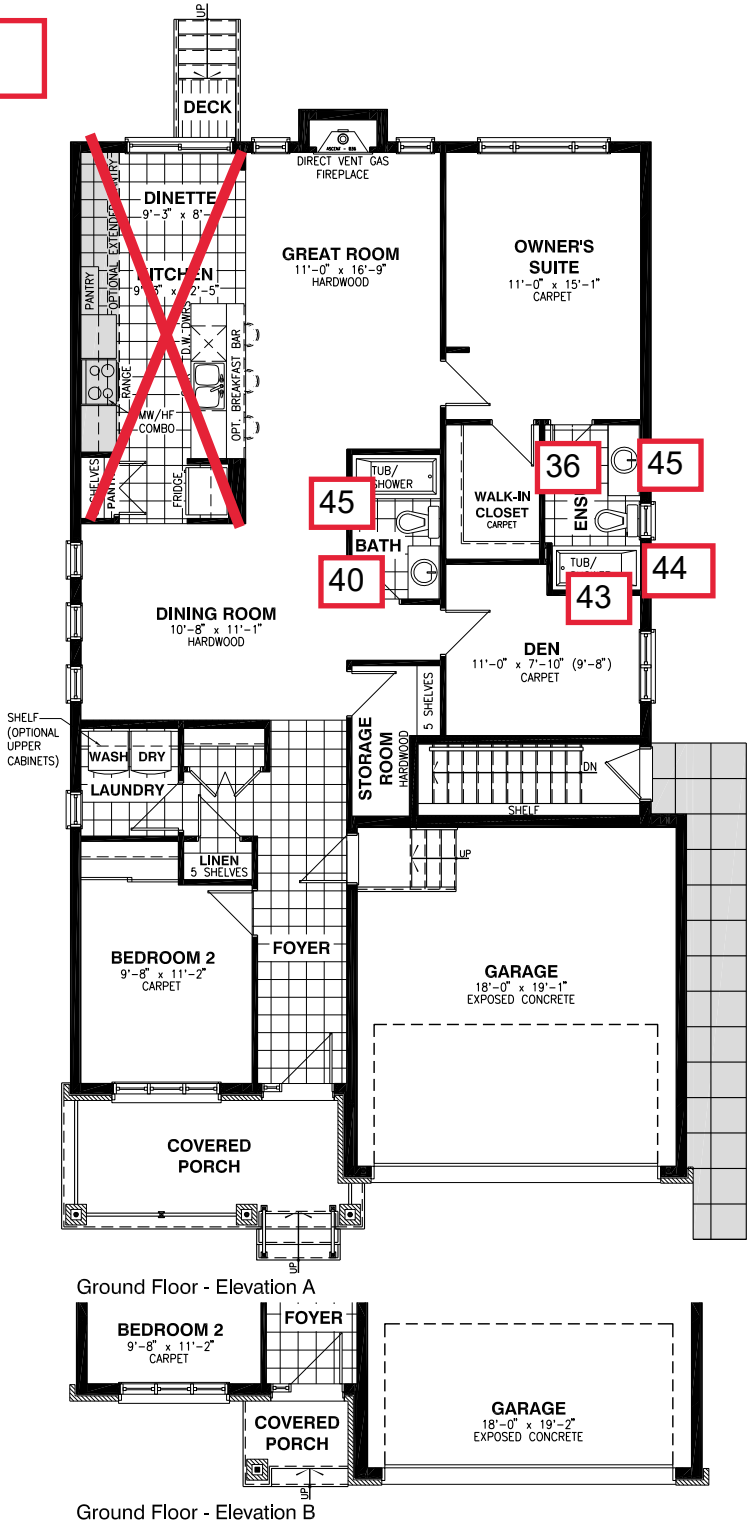 UP
DECK
ASCENT - B36
DIRECT VENT GAS
FIREPLACE
DINETTE
9'-3" x 8'-
GREAT ROOM
11'-0" x 16'-9"
HARDWOOD
OWNER'S
SUITE
11'-0" x 15'-1"
CARPET
PANTRY
D.W.
RANGE
OPT. BREAKFAST BAR
MW/HF
COMBO
SHELVES
FRIDGE
TUB/
SHOWER
45
BATH
40
WALK-IN
CLOSET
CARPET
36
45
TUB/
44
43
DINING ROOM
10'-8" x 11'-1"
HARDWOOD
DEN
11'-0" x 7'-10" (9'-8")
CARPET
SHELF
(OPTIONAL
UPPER
CABINETS)
WASH
DRY
LAUNDRY
STORAGE
ROOM
HARDWOOD
5 SHELVES
DN
SHELF
LINEN
5 SHELVES
UP
BEDROOM 2
9'-8" x 11'-2"
CARPET
FOYER
GARAGE
18'-0" x 19'-1"
EXPOSED CONCRETE
COVERED
PORCH
UP
Ground Floor - Elevation A
BEDROOM 2
9'-8" x 11'-2"
CARPET
FOYER
GARAGE
18'-0" x 19'-2"
EXPOSED CONCRETE
COVERED
PORCH
UP
Ground Floor - Elevation B